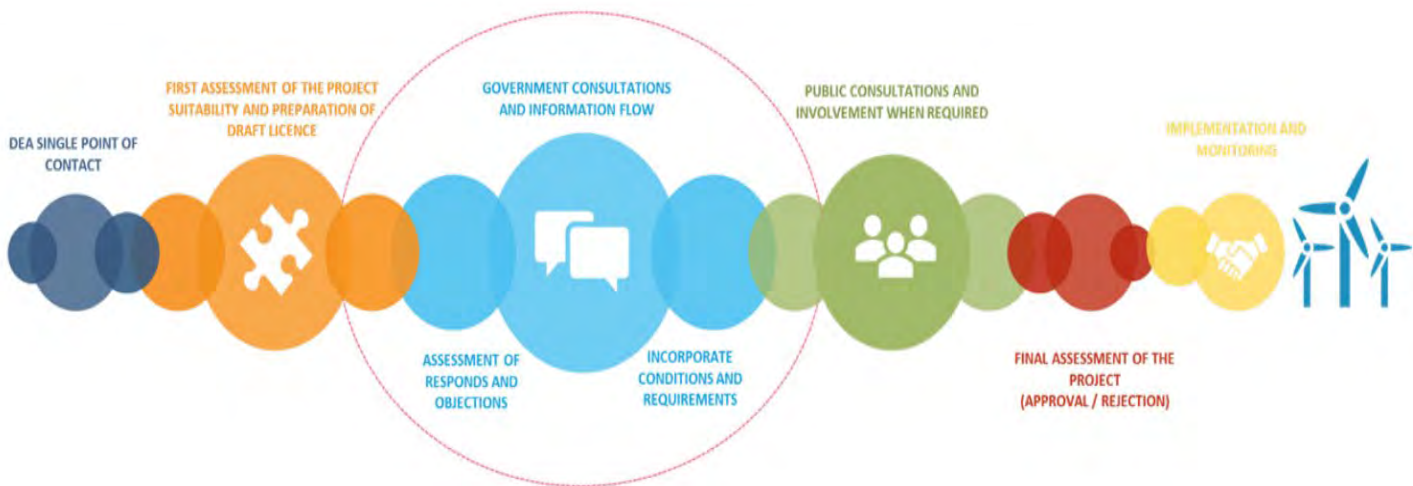 DEA SINGLE POINT OF
CONTACT
FIRST ASSESSMENT OF THE PROJECT
SUITABILITY AND PREPARATION OF
DRAFT LICENCE
GOVERNMENT CONSULTATIONS
AND INFORMATION FLOW
ASSESSMENT OF
RESPONDS AND
OBJECTIONS
INCORPORATE
CONDITIONS AND
REQUIREMENTS
PUBLIC CONSULTATIONS AND
INVOLVEMENT WHEN REQUIRED
FINAL ASSESSMENT OF THE
PROJECT
(APPROVAL / REJECTION)
IMPLEMENTATION AND
MONITORING